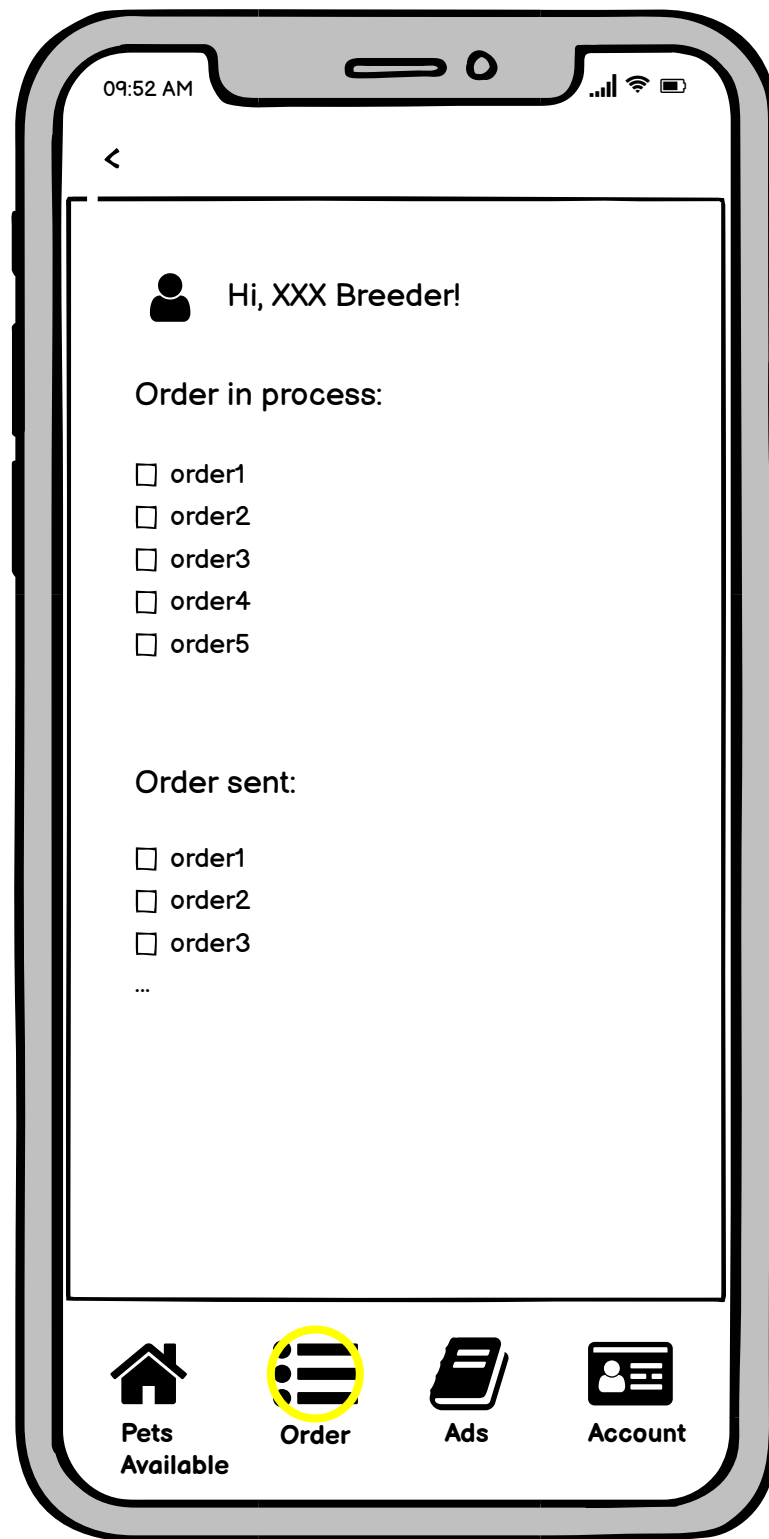 09:52 AM
<
Hi, XXX Breeder!
Order in process:
order1
order2
order3
order4
order5
Order sent:
order1
order2
order3
...
Pets Available
Order
Ads
Account